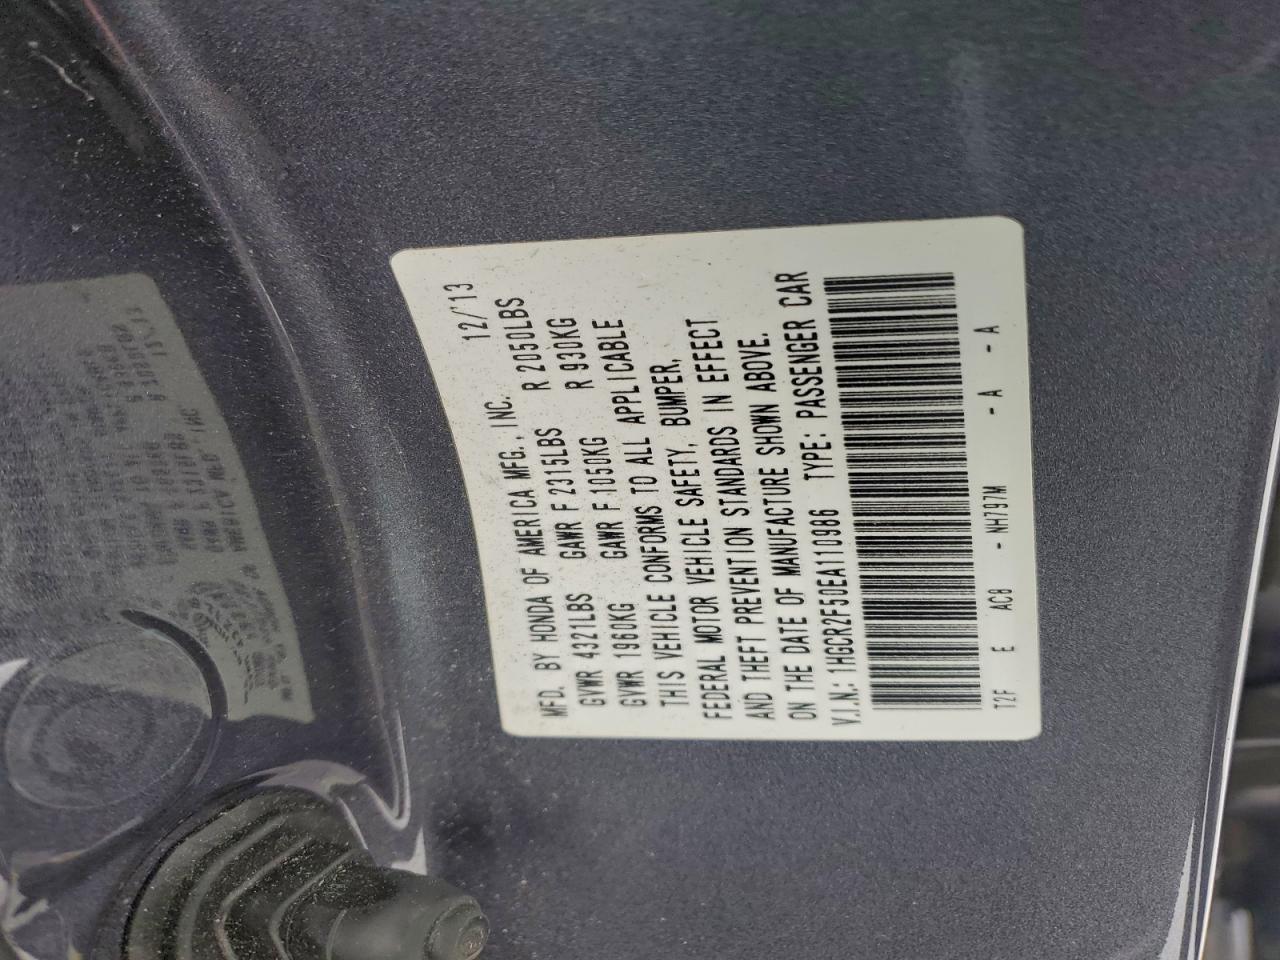 MFD. BY HONDA OF AMERICA MFG., INC. 12/'13
GVWR 4321LBS GAWR F 2315LBS R 2050LBS
GVWR 1960KG GAWR F 1050KG R 930KG
THIS VEHICLE CONFORMS TO ALL APPLICABLE
FEDERAL MOTOR VEHICLE SAFETY, BUMPER,
AND THEFT PREVENTION STANDARDS IN EFFECT
ON THE DATE OF MANUFACTURE SHOWN ABOVE.
V.I.N.: 1HGCR2F50EA110986 TYPE: PASSENGER CAR
T2F E AC8 - NH797M - A - A